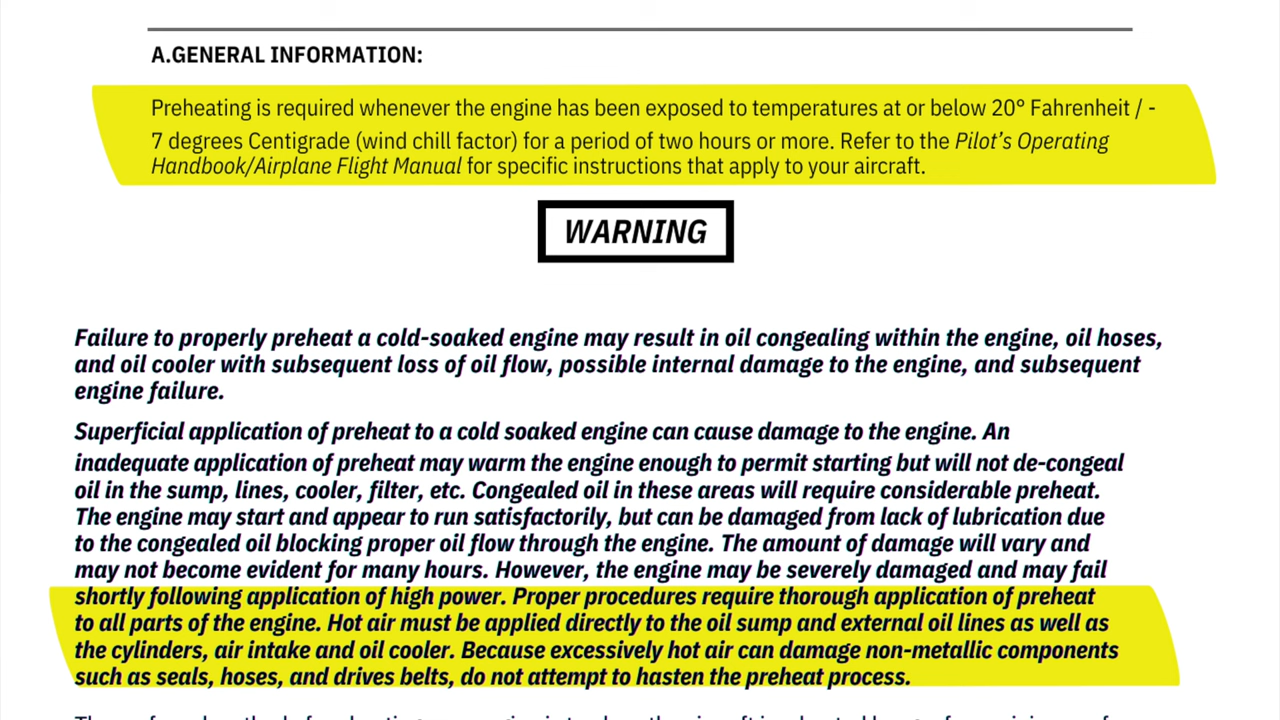 A.GENERAL INFORMATION:
Preheating is required whenever the engine has been exposed to temperatures at or below 20° Fahrenheit / -
7 degrees Centigrade (wind chill factor) for a period of two hours or more. Refer to the Pilot’s Operating
Handbook/Airplane Flight Manual for specific instructions that apply to your aircraft.
WARNING
Failure to properly preheat a cold-soaked engine may result in oil congealing within the engine, oil hoses,
and oil cooler with subsequent loss of oil flow, possible internal damage to the engine, and subsequent
engine failure.
Superficial application of preheat to a cold soaked engine can cause damage to the engine. An
inadequate application of preheat may warm the engine enough to permit starting but will not de-congeal
oil in the sump, lines, cooler, filter, etc. Congealed oil in these areas will require considerable preheat.
The engine may start and appear to run satisfactorily, but can be damaged from lack of lubrication due
to the congealed oil blocking proper oil flow through the engine. The amount of damage will vary and
may not become evident for many hours. However, the engine may be severely damaged and may fail
shortly following application of high power. Proper procedures require thorough application of preheat
to all parts of the engine. Hot air must be applied directly to the oil sump and external oil lines as well as
the cylinders, air intake and oil cooler. Because excessively hot air can damage non-metallic components
such as seals, hoses, and drives belts, do not attempt to hasten the preheat process.